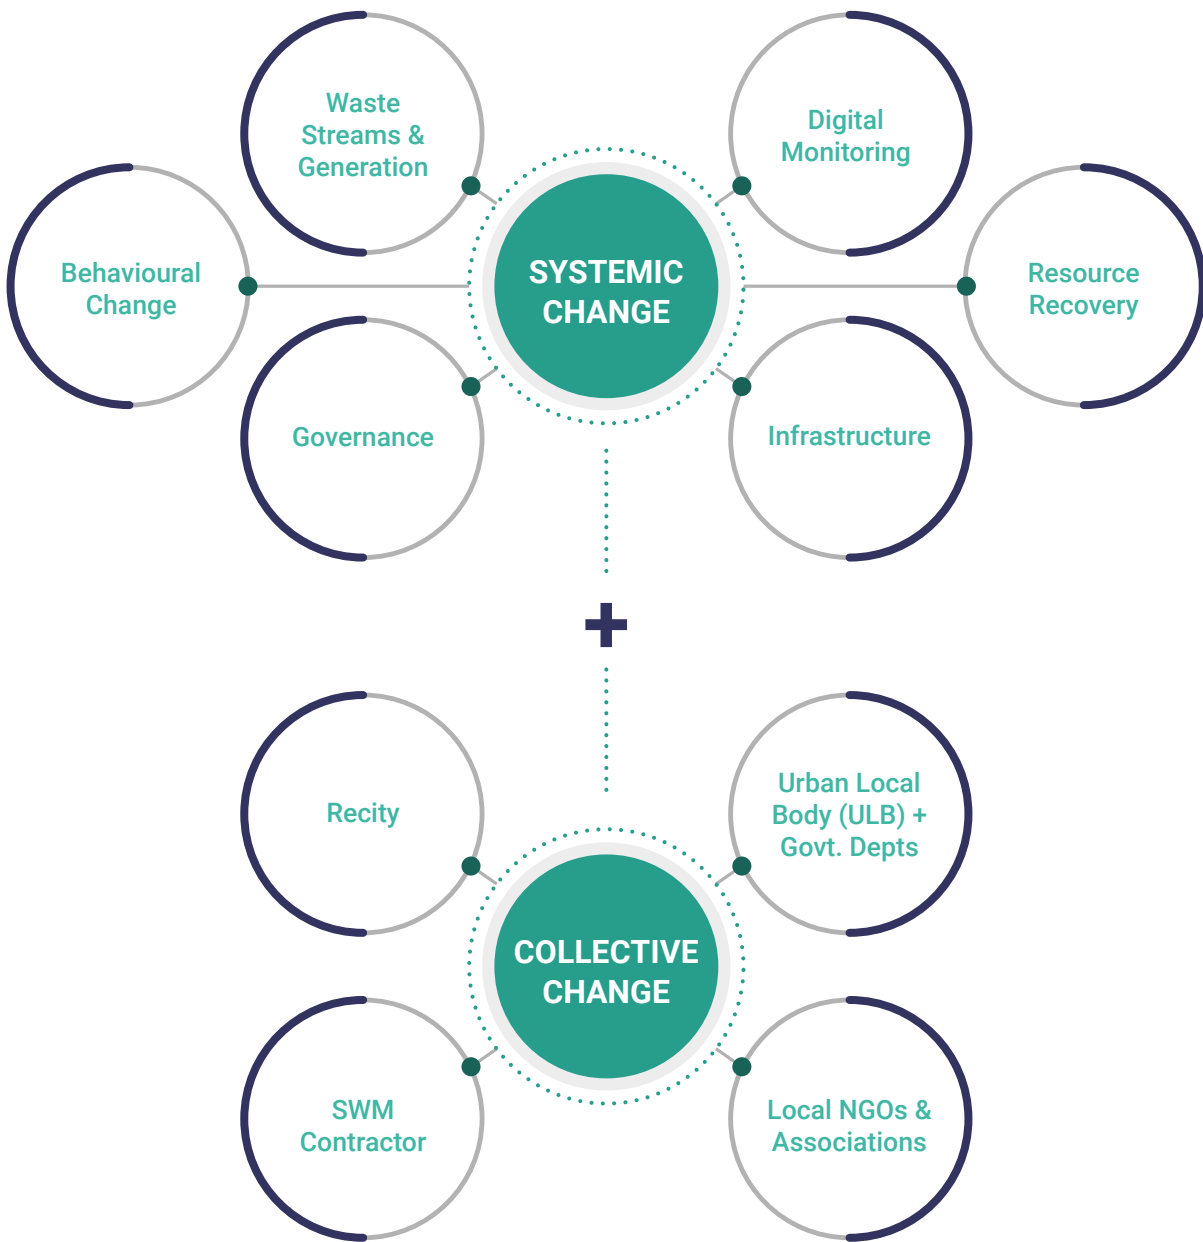 Waste
Streams &
Generation
Digital
Monitoring
Behavioural
Change
SYSTEMIC
CHANGE
Resource
Recovery
Governance
Infrastructure
+
Recity
Urban Local
Body (ULB) +
Govt. Depts
COLLECTIVE
CHANGE
SWM
Contractor
Local NGOs &
Associations